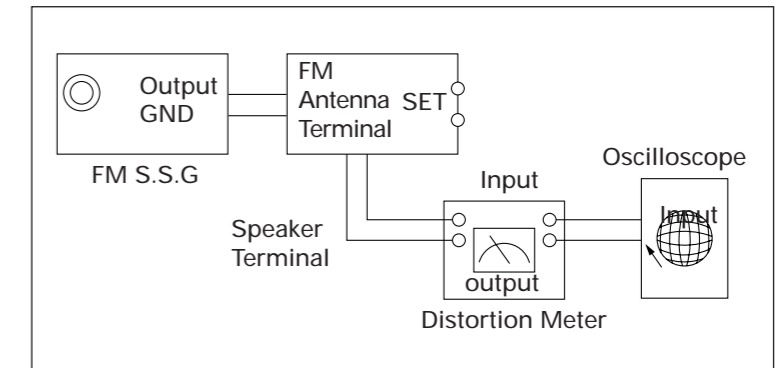 Output
GND
FM S.S.G
FM
Antenna
Terminal
SET
Speaker
Terminal
Input
output
Distortion Meter
Oscilloscope
Input